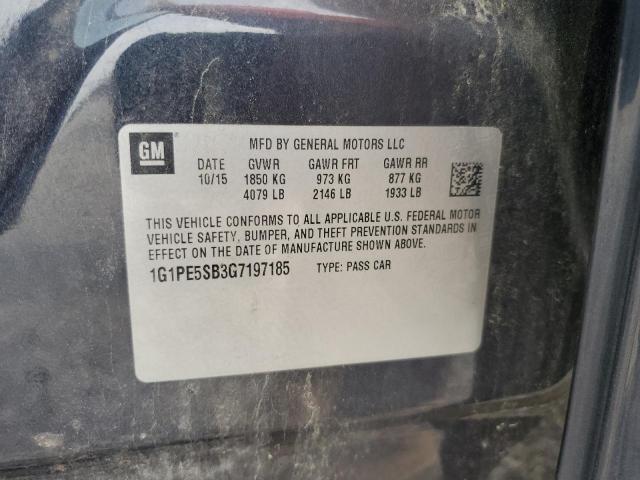 GM
MFD BY GENERAL MOTORS LLC
DATE GVWR GAWR FRT GAWR RR
10/15 1850 KG 973 KG 877 KG
4079 LB 2146 LB 1933 LB
THIS VEHICLE CONFORMS TO ALL APPLICABLE U.S. FEDERAL MOTOR
VEHICLE SAFETY, BUMPER, AND THEFT PREVENTION STANDARDS IN
EFFECT ON THE DATE OF MANUFACTURE SHOWN ABOVE.
1G1PE5SB3G7197185 TYPE: PASS CAR